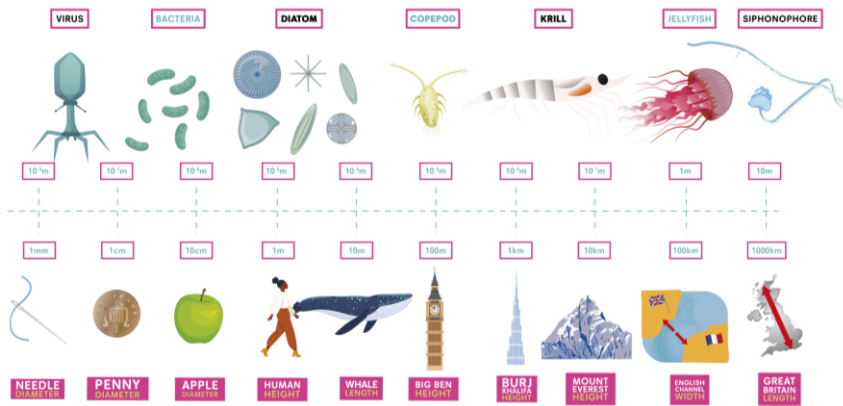 VIRUS
BACTERIA
DIATOM
COPEPOD
KRILL
JELLYFISH
SIPHONOPHORE
10⁻⁸m
10⁻⁷m
10⁻⁶m
10⁻⁵m
10⁻⁴m
10⁻³m
10⁻²m
10⁻¹m
1m
10m
1mm
1cm
10cm
1m
10m
100m
1km
10km
100km
1000km
NEEDLE
DIAMETER
PENNY
DIAMETER
APPLE
DIAMETER
HUMAN
HEIGHT
WHALE
LENGTH
BIG BEN
HEIGHT
BURJ
KHALIFA
HEIGHT
MOUNT
EVEREST
HEIGHT
ENGLISH
CHANNEL
WIDTH
GREAT
BRITAIN
LENGTH